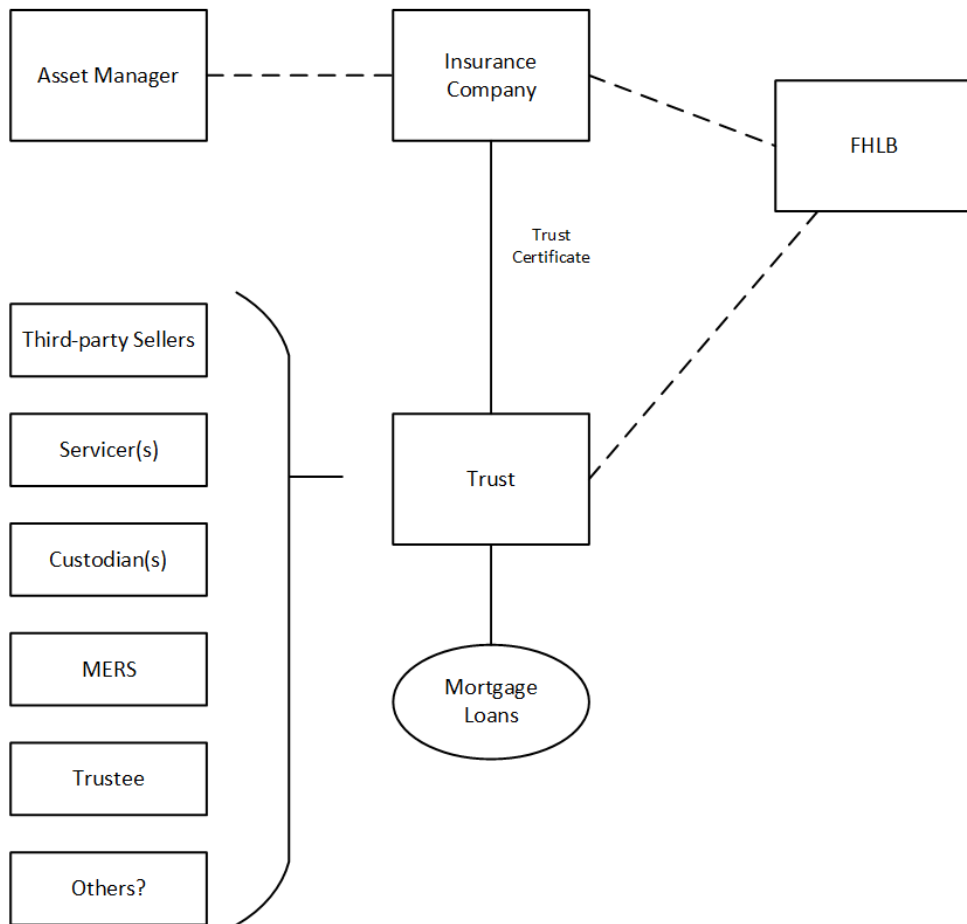 Asset Manager
Insurance
Company
FHLB
Trust
Certificate
Third-party Sellers
Servicer(s)
Trust
Custodian(s)
MERS
Mortgage
Loans
Trustee
Others?